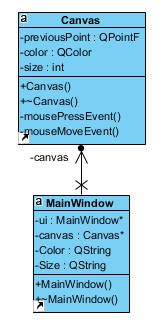 a
Canvas
-previousPoint : QPointF
-color : QColor
-size : int
+Canvas()
+~Canvas()
-mousePressEvent()
-mouseMoveEvent()
-canvas
a
MainWindow
-ui : MainWindow*
-canvas : Canvas*
-Color : QString
-Size : QString
+MainWindow()
+~MainWindow()